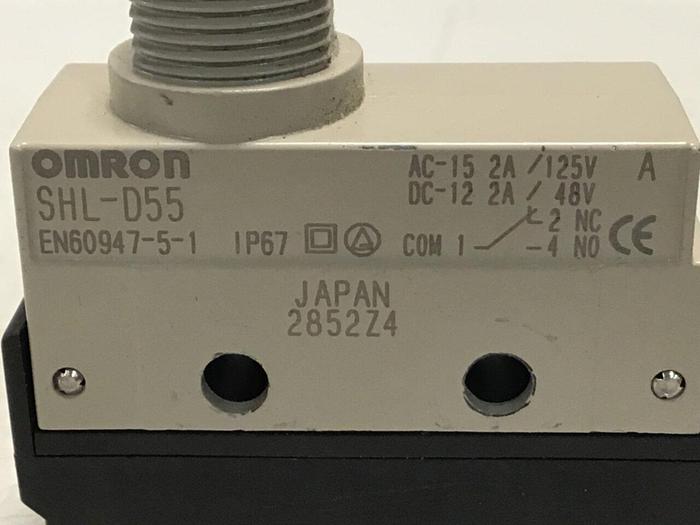 OMRON
SHL-D55
EN60947-5-1 IP67
AC-15 2A /125V A
DC-12 2A / 48V
2 NC
COM 1 4 NO CE
JAPAN
2852Z4